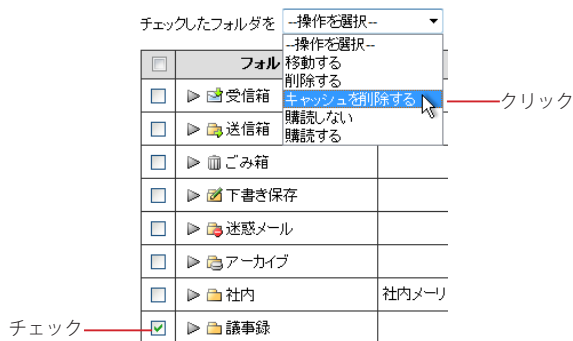 チェックしたフォルダを --操作を選択--
--操作を選択--
移動する
削除する
キャッシュを削除する
クリック
購読しない
購読する
フォル
受信箱
送信箱
ごみ箱
下書き保存
迷惑メール
アーカイブ
社内 社内メーリ
チェック
議事録